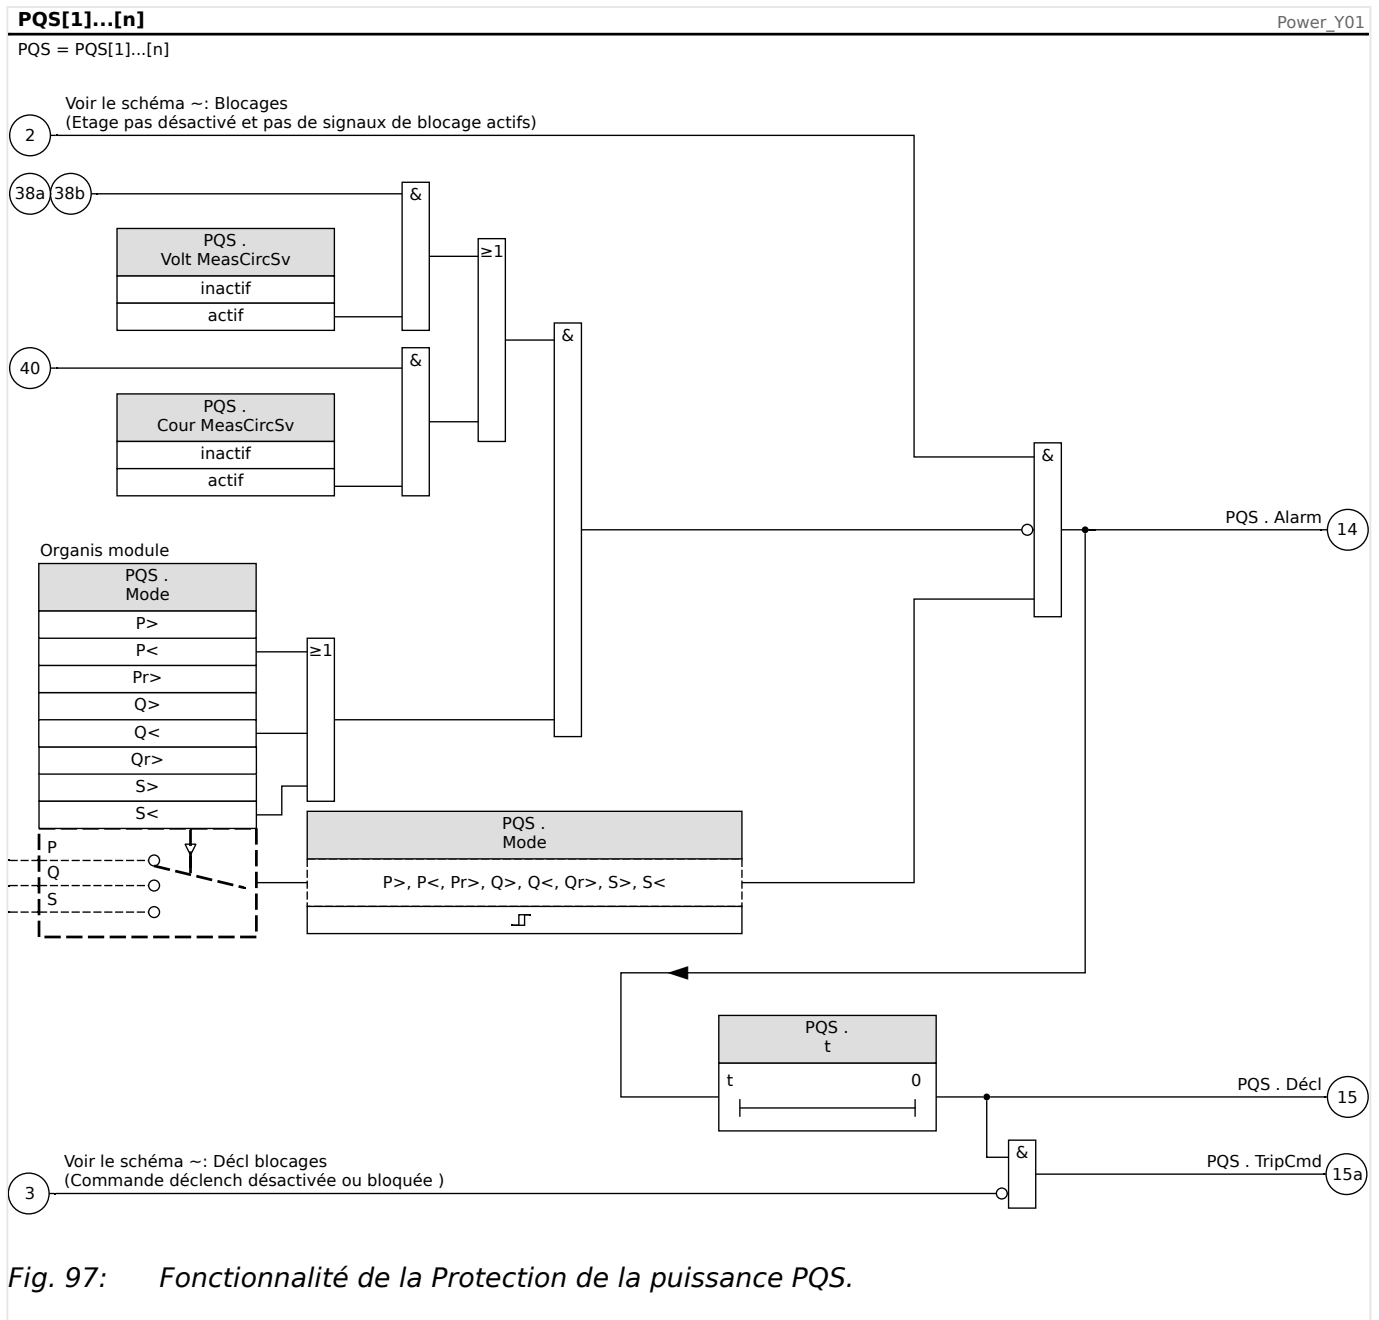 PQS[1]...[n]
Power_Y01
PQS = PQS[1]...[n]
Voir le schéma ~: Blocages
(Etage pas désactivé et pas de signaux de blocage actifs)
2
38a 38b
&
PQS .
Volt MeasCircSv
inactif
actif
≥1
&
40
&
PQS .
Cour MeasCircSv
inactif
actif
&
PQS . Alarm
14
Organis module
PQS .
Mode
P>
P<
Pr>
Q>
Q<
Qr>
S>
S<
≥1
P
Q
S
PQS .
Mode
P>, P<, Pr>, Q>, Q<, Qr>, S>, S<
PQS .
t
t 0
PQS . Décl
15
Voir le schéma ~: Décl blocages
(Commande déclench désactivée ou bloquée )
3
&
PQS . TripCmd
15a
Fig. 97: Fonctionnalité de la Protection de la puissance PQS.